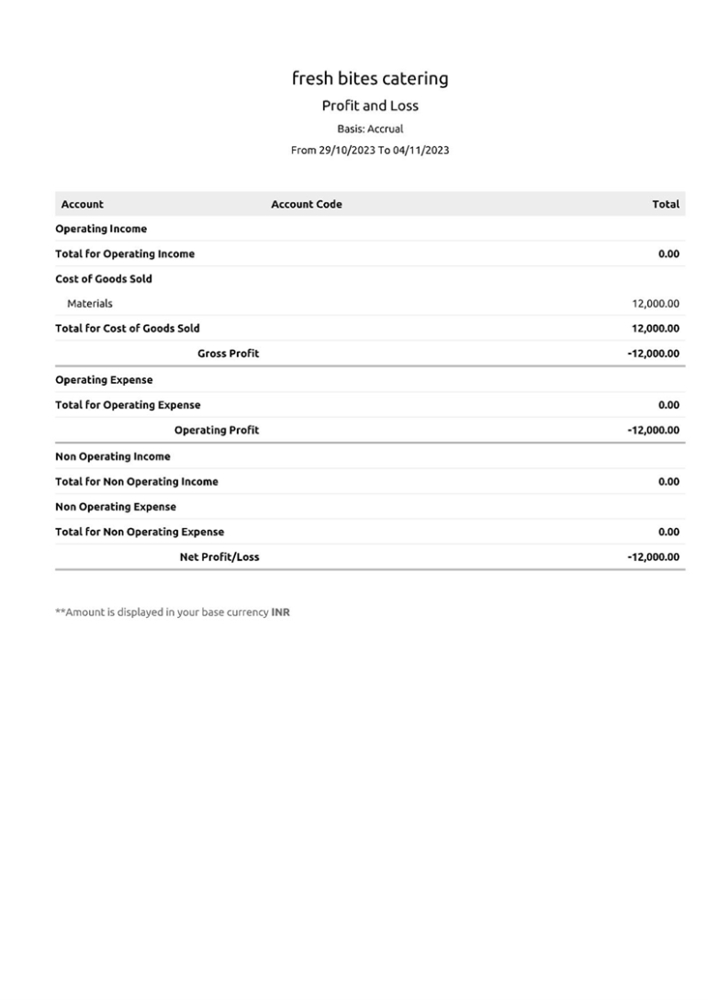 fresh bites catering
Profit and Loss
Basis: Accrual
From 29/10/2023 To 04/11/2023
Account Account Code Total
Operating Income
Total for Operating Income 0.00
Cost of Goods Sold
Materials 12,000.00
Total for Cost of Goods Sold 12,000.00
Gross Profit -12,000.00
Operating Expense
Total for Operating Expense 0.00
Operating Profit -12,000.00
Non Operating Income
Total for Non Operating Income 0.00
Non Operating Expense
Total for Non Operating Expense 0.00
Net Profit/Loss -12,000.00
**Amount is displayed in your base currency INR